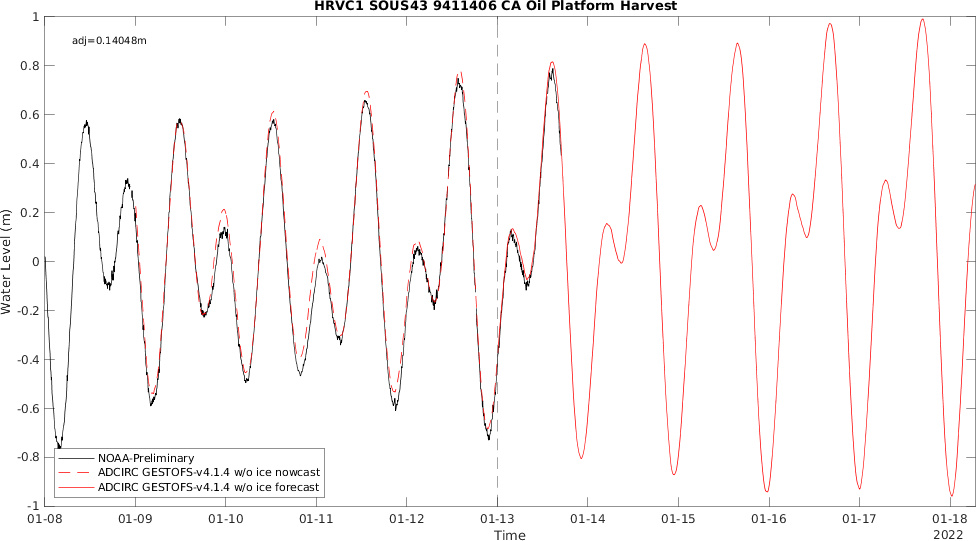 HRVC1 SOUS43 9411406 CA Oil Platform Harvest
adj=0.14048m
1
0.8
0.6
0.4
0.2
0
-0.2
-0.4
-0.6
-0.8
-1
Water Level (m)
NOAA-Preliminary
ADCIRC GESTOFS-v4.1.4 w/o ice nowcast
ADCIRC GESTOFS-v4.1.4 w/o ice forecast
01-08 01-09 01-10 01-11 01-12 01-13 01-14 01-15 01-16 01-17 01-18
2022
Time